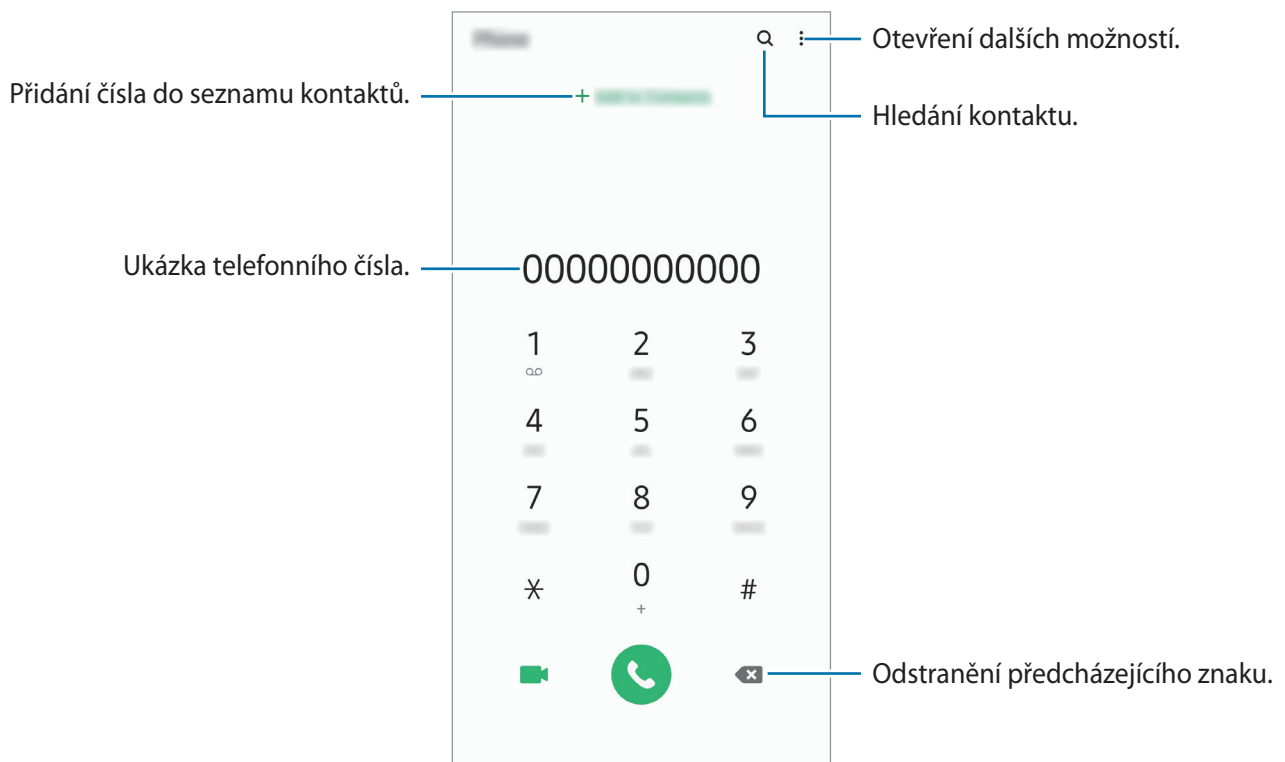 Otevření dalších možností.
Přidání čísla do seznamu kontaktů.
+
Hledání kontaktu.
Ukázka telefonního čísla.
00000000000
1 2 3
4 5 6
7 8 9
* 0 #
+
Odstranění předcházejícího znaku.